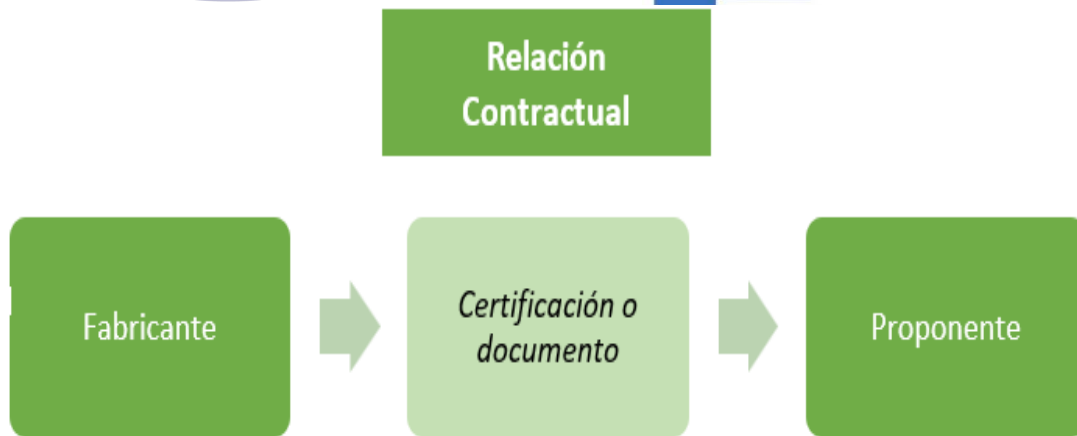 Relación
Contractual
Fabricante
Certificación o
documento
Proponente